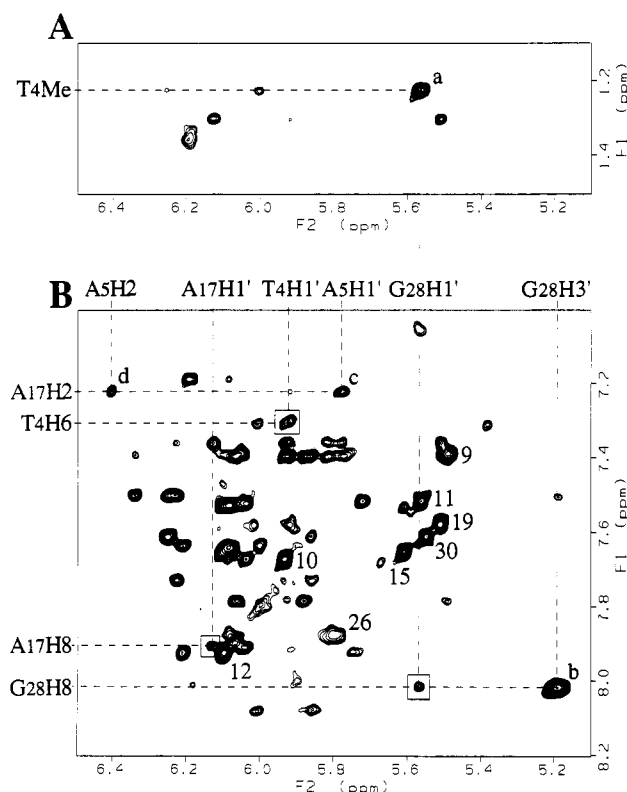 A
T4Me
a
1.2
1.4
F1 (ppm)
6.4 6.2 6.0 5.8 5.6 5.4 5.2
F2 (ppm)
A5H2 A17H1' T4H1' A5H1' G28H1' G28H3'
B
d c
A17H2
7.2
T4H6
7.4
9
11
19
7.6
30
10
15
7.8
26
A17H8
12
8.0
G28H8
b
8.2
F1 (ppm)
6.4 6.2 6.0 5.8 5.6 5.4 5.2
F2 (ppm)